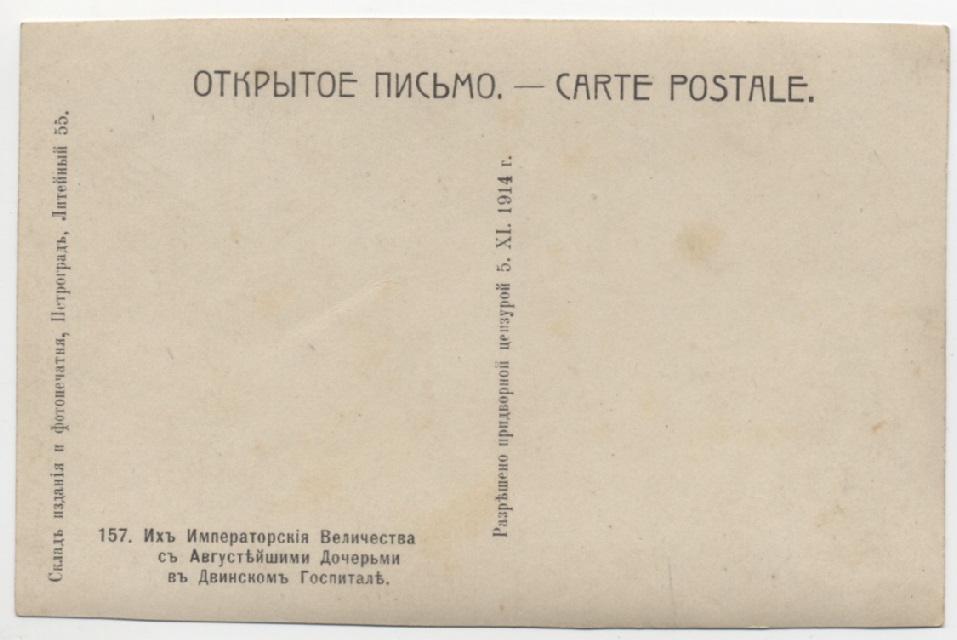 ОТКРЫТОЕ ПИСЬМО. — CARTE POSTALE.
Складъ изданія и фотопечатня, Петроградъ, Литейный 55.
Разрѣшено придворной цензурой 5. XI. 1914 г.
157. Ихъ Императорскія Величества
съ Августѣйшими Дочерьми
въ Двинскомъ Госпиталѣ.